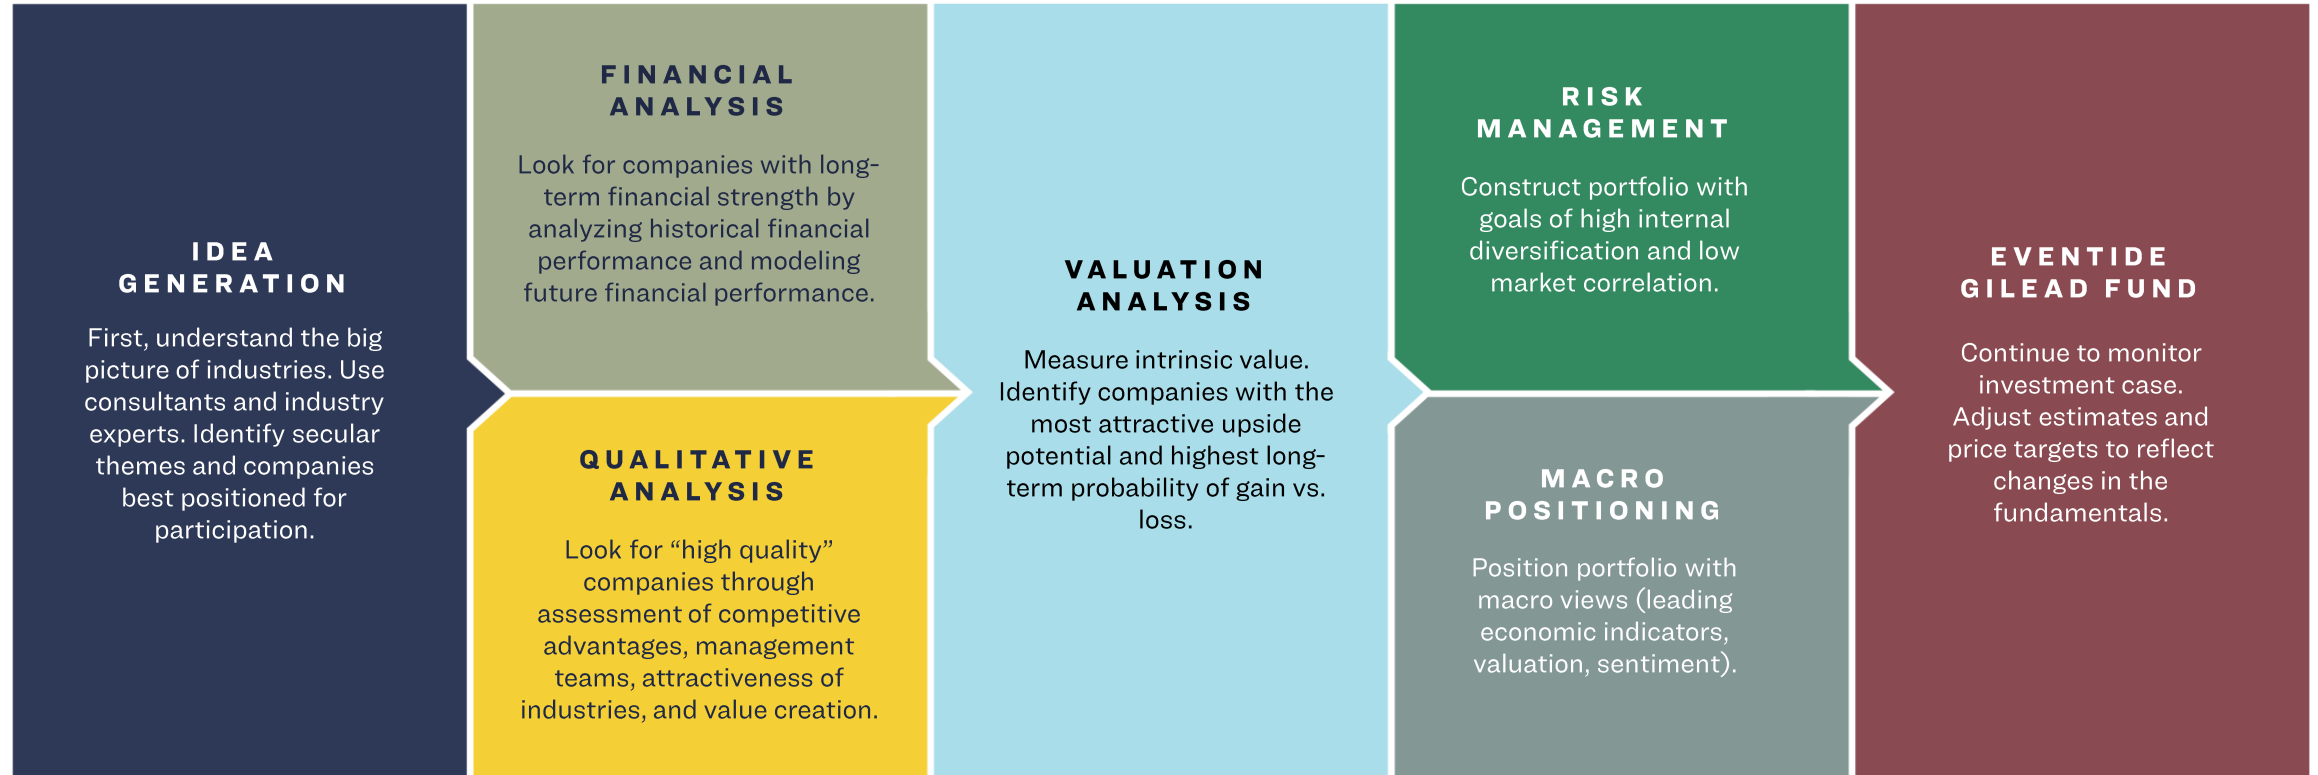 IDEA
GENERATION
First, understand the big
picture of industries. Use
consultants and industry
experts. Identify secular
themes and companies
best positioned for
participation.
FINANCIAL
ANALYSIS
Look for companies with long-
term financial strength by
analyzing historical financial
performance and modeling
future financial performance.
QUALITATIVE
ANALYSIS
Look for “high quality”
companies through
assessment of competitive
advantages, management
teams, attractiveness of
industries, and value creation.
VALUATION
ANALYSIS
Measure intrinsic value.
Identify companies with the
most attractive upside
potential and highest long-
term probability of gain vs.
loss.
RISK
MANAGEMENT
Construct portfolio with
goals of high internal
diversification and low
market correlation.
MACRO
POSITIONING
Position portfolio with
macro views (leading
economic indicators,
valuation, sentiment).
EVENTIDE
GILEAD FUND
Continue to monitor
investment case.
Adjust estimates and
price targets to reflect
changes in the
fundamentals.